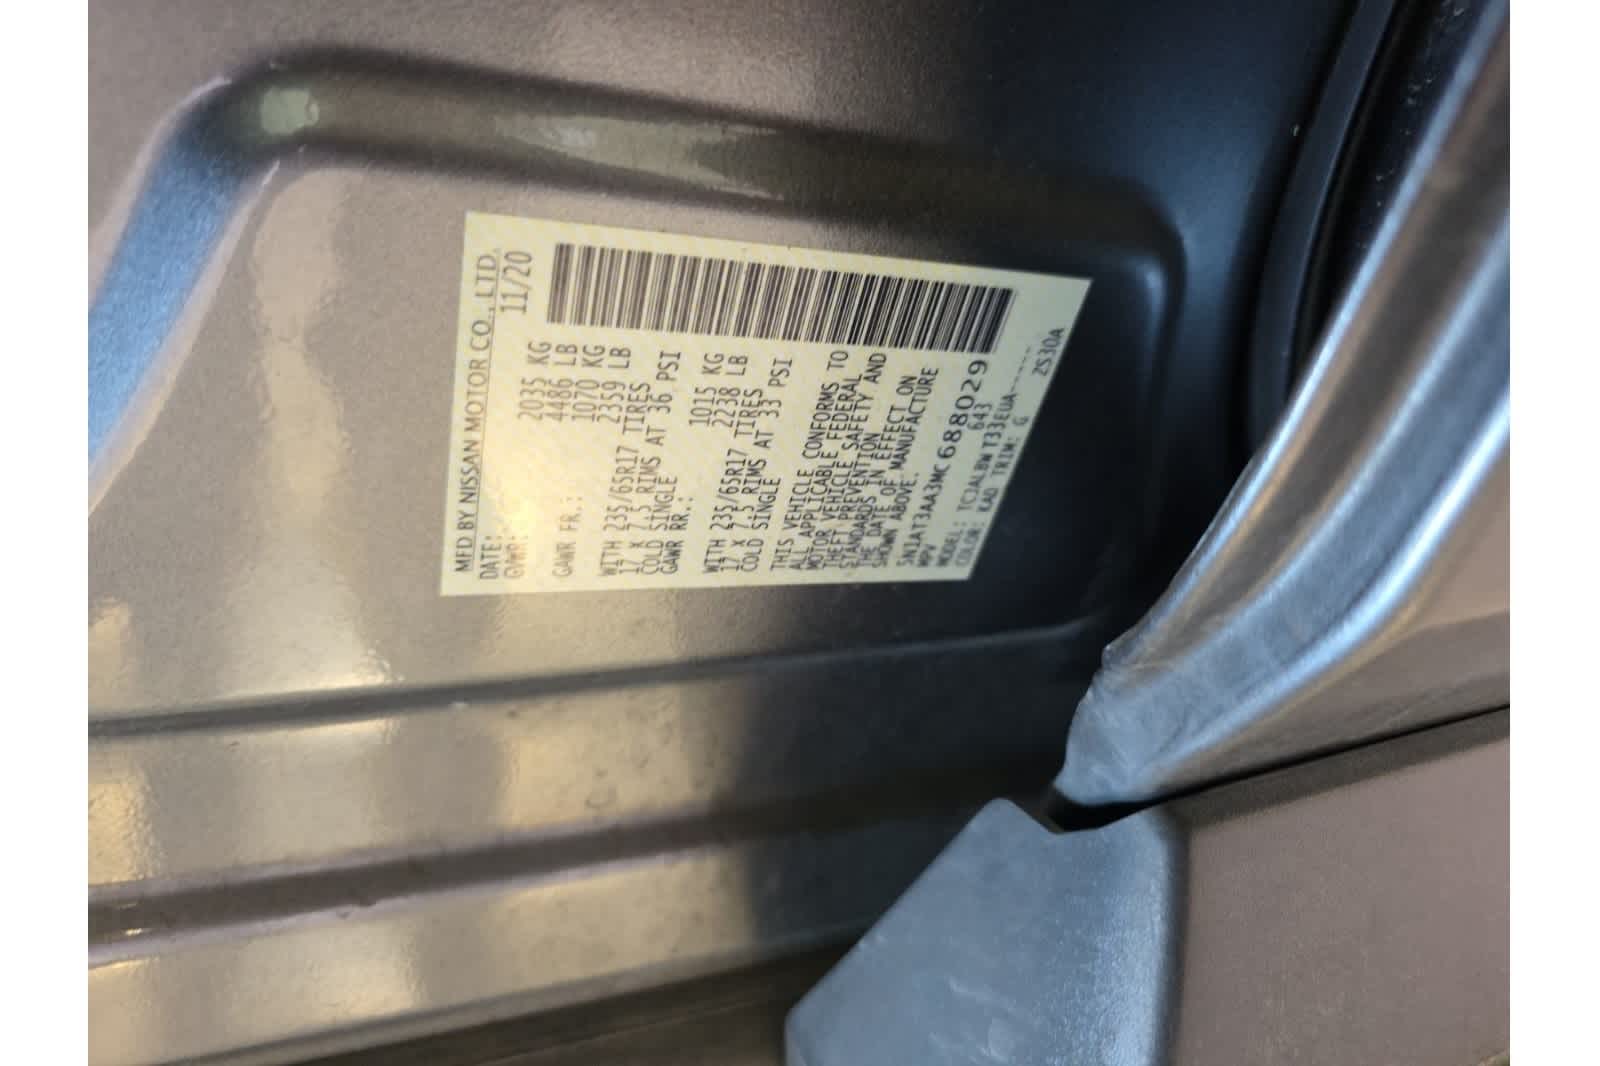 MFD BY NISSAN MOTOR CO.,LTD.
DATE: 11/20
GVWR: 2035 KG
4486 LB
GAWR FR.: 1070 KG
2359 LB
WITH 235/65R17 TIRES
17 X 7.5 RIMS AT 36 PSI
COLD SINGLE
GAWR RR.: 1015 KG
2238 LB
WITH 235/65R17 TIRES
17 X 7.5 RIMS AT 33 PSI
COLD SINGLE
THIS VEHICLE CONFORMS TO
ALL APPLICABLE FEDERAL
MOTOR VEHICLE SAFETY AND
THEFT PREVENTION
STANDARDS IN EFFECT ON
THE DATE OF MANUFACTURE
SHOWN ABOVE.
5N1AT3AA3MC688029
MPV 643
MODEL: TCJALBW T33EUA-----
COLOR: KAD TRIM: G 2S30A